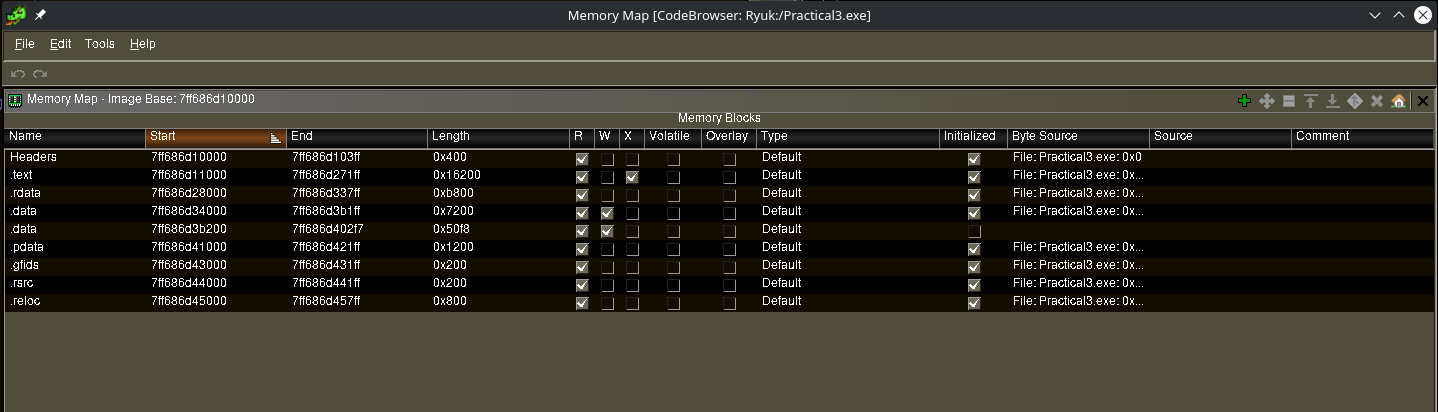 Memory Map [CodeBrowser: Ryuk:/Practical3.exe]
File Edit Tools Help
Memory Map - Image Base: 7ff686d10000
Memory Blocks
Name Start End Length R W X Volatile Overlay Type Initialized Byte Source Source Comment
Headers 7ff686d10000 7ff686d103ff 0x400 Default File: Practical3.exe: 0x0
.text 7ff686d11000 7ff686d271ff 0x16200 Default File: Practical3.exe: 0x...
.rdata 7ff686d28000 7ff686d337ff 0xb800 Default File: Practical3.exe: 0x...
.data 7ff686d34000 7ff686d3b1ff 0x7200 Default File: Practical3.exe: 0x...
.data 7ff686d3b200 7ff686d402f7 0x50f8 Default
.pdata 7ff686d41000 7ff686d421ff 0x1200 Default File: Practical3.exe: 0x...
.gfids 7ff686d43000 7ff686d431ff 0x200 Default File: Practical3.exe: 0x...
.rsrc 7ff686d44000 7ff686d441ff 0x200 Default File: Practical3.exe: 0x...
.reloc 7ff686d45000 7ff686d457ff 0x800 Default File: Practical3.exe: 0x...